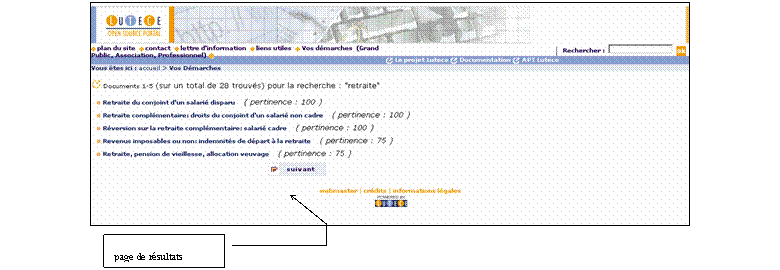 LUTECE
OPEN SOURCE PORTAL
plan du site contact lettre d'information liens utiles Vos démarches (Grand
Public, Association, Professionnel)
Rechercher : ok
Le projet Lutece Documentation API Lutece
Vous êtes ici : accueil > Vos Démarches
Documents 1-5 (sur un total de 28 trouvés) pour la recherche : "retraite"
Retraite du conjoint d'un salarié disparu ( pertinence : 100 )
Retraite complémentaire: droits du conjoint d'un salarié non cadre ( pertinence : 100 )
Réversion sur la retraite complémentaire: salarié cadre ( pertinence : 100 )
Revenus imposables ou non: indemnités de départ à la retraite ( pertinence : 75 )
Retraite, pension de vieillesse, allocation veuvage ( pertinence : 75 )
suivant
webmaster | crédits | informations légales
POWERED BY
LUTECE
page de résultats